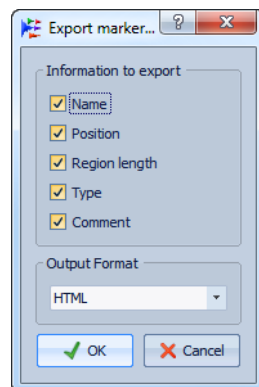 Export marker...
?
X
Information to export
Name
Position
Region length
Type
Comment
Output Format
HTML
OK
Cancel